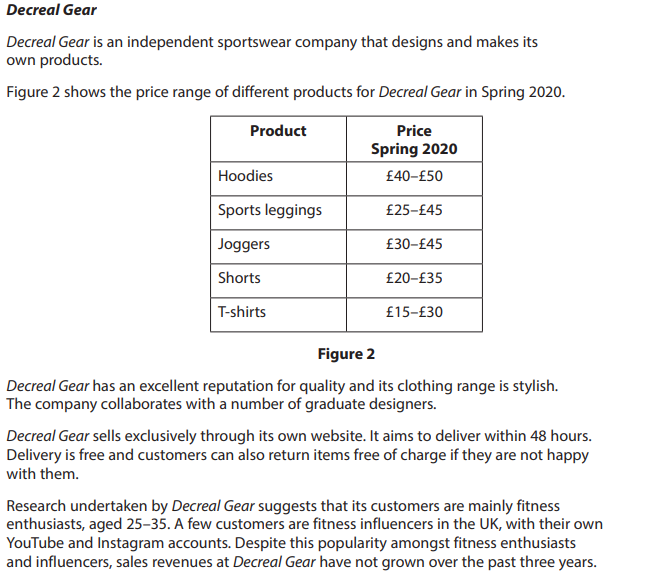 Decreal Gear
Decreal Gear is an independent sportswear company that designs and makes its
own products.
Figure 2 shows the price range of different products for Decreal Gear in Spring 2020.
Product Price
Spring 2020
Hoodies £40–£50
Sports leggings £25–£45
Joggers £30–£45
Shorts £20–£35
T-shirts £15–£30
Figure 2
Decreal Gear has an excellent reputation for quality and its clothing range is stylish.
The company collaborates with a number of graduate designers.
Decreal Gear sells exclusively through its own website. It aims to deliver within 48 hours.
Delivery is free and customers can also return items free of charge if they are not happy
with them.
Research undertaken by Decreal Gear suggests that its customers are mainly fitness
enthusiasts, aged 25–35. A few customers are fitness influencers in the UK, with their own
YouTube and Instagram accounts. Despite this popularity amongst fitness enthusiasts
and influencers, sales revenues at Decreal Gear have not grown over the past three years.